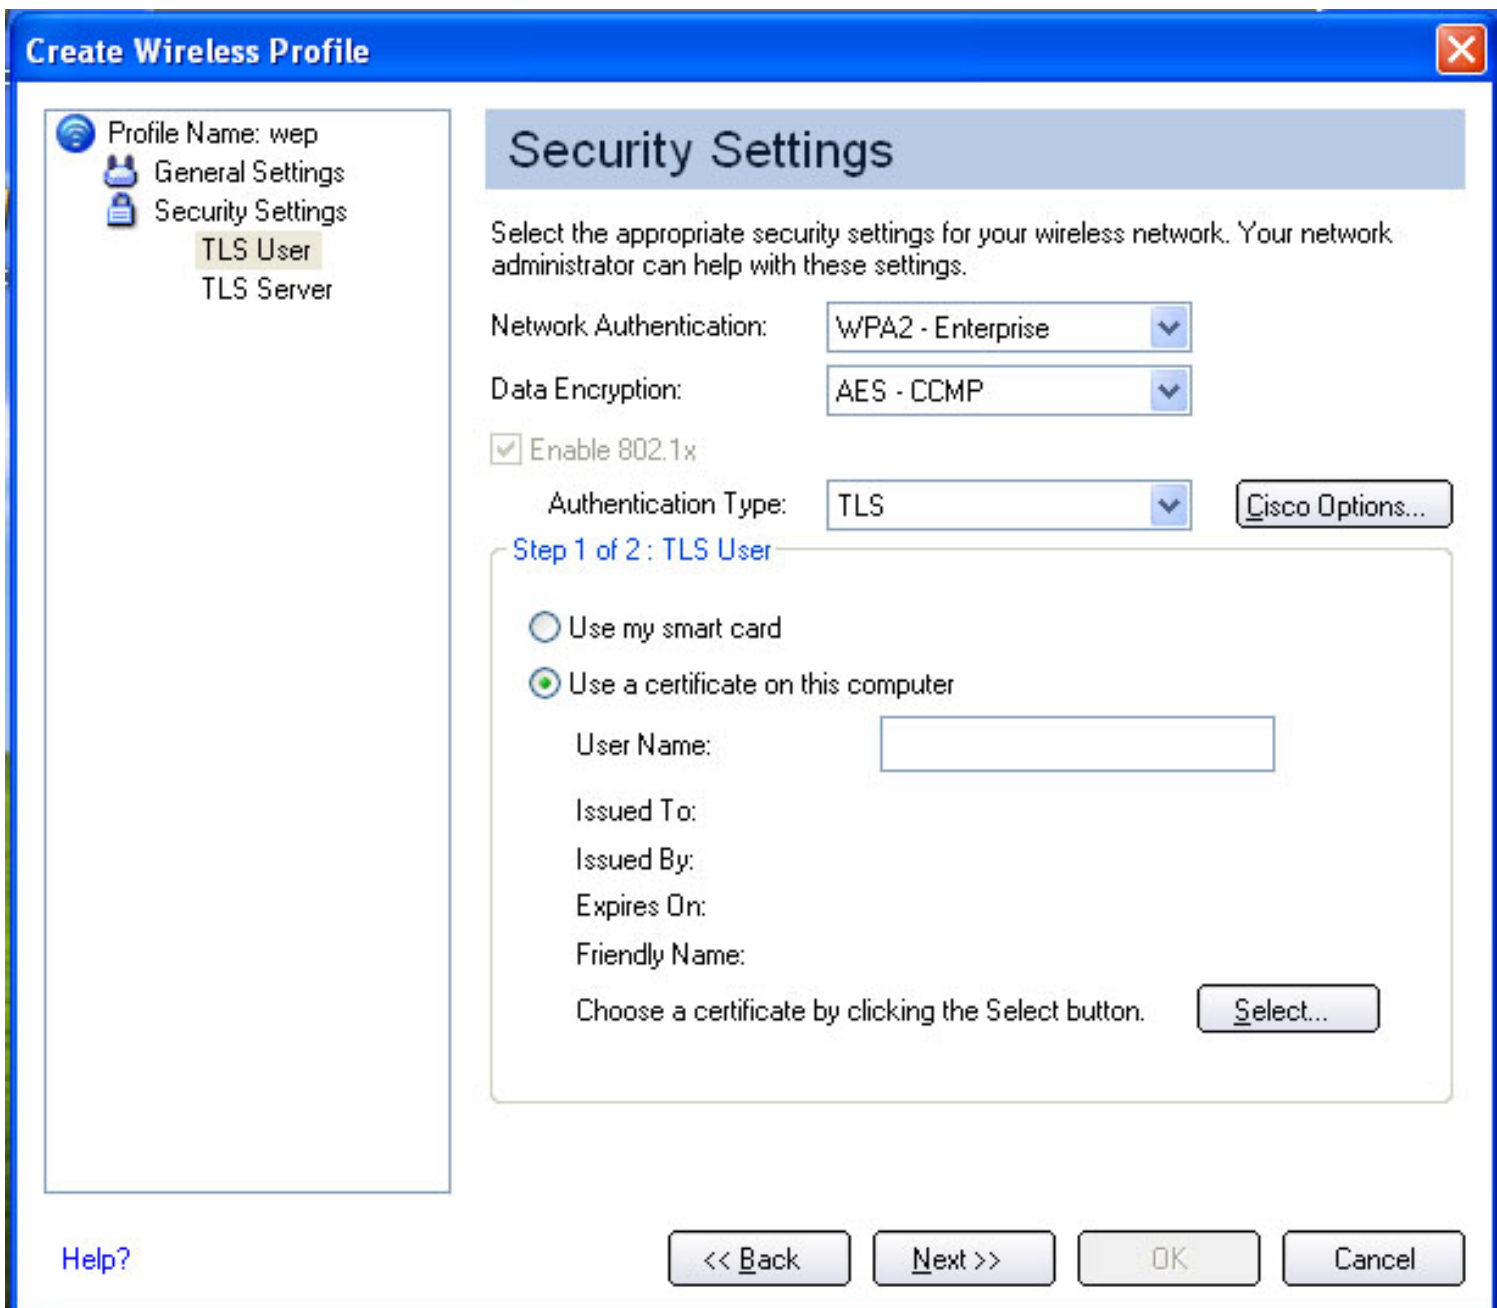 Create Wireless Profile
Profile Name: wep
General Settings
Security Settings
TLS User
TLS Server
Security Settings
Select the appropriate security settings for your wireless network. Your network
administrator can help with these settings.
Network Authentication: WPA2 - Enterprise
Data Encryption: AES - CCMP
Enable 802.1x
Authentication Type: TLS Cisco Options...
Step 1 of 2 : TLS User
Use my smart card
Use a certificate on this computer
User Name:
Issued To:
Issued By:
Expires On:
Friendly Name:
Choose a certificate by clicking the Select button. Select...
Help? << Back Next >> OK Cancel